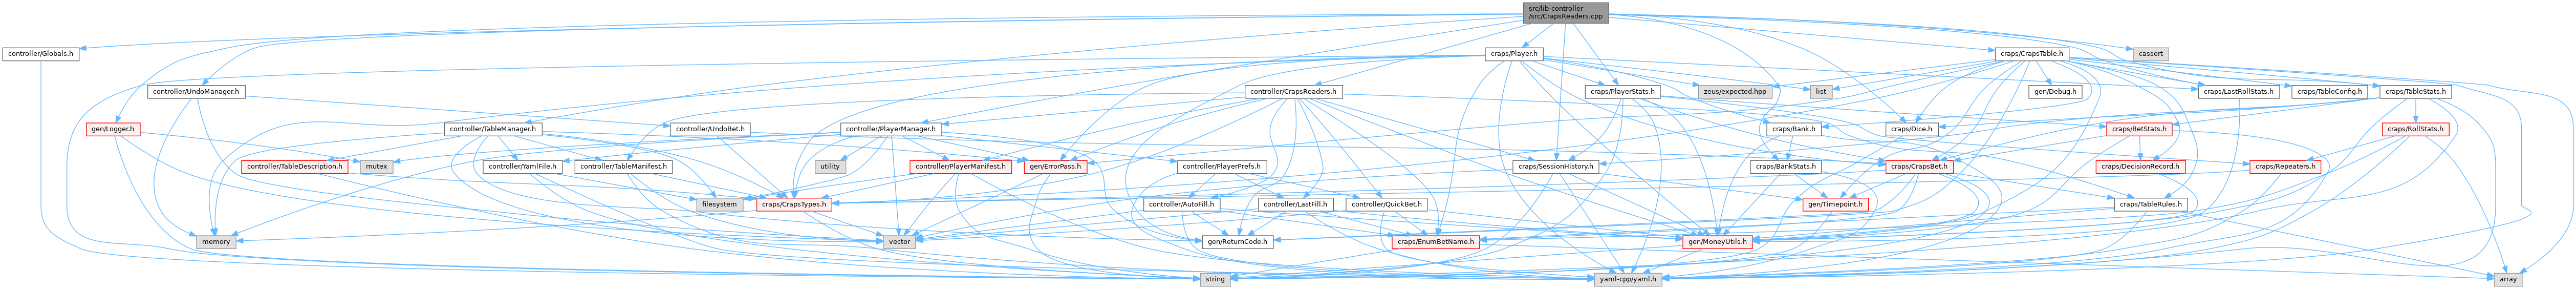 src/lib-controller
/src/CrapsReaders.cpp
controller/Globals.h
craps/Player.h
craps/CrapsTable.h
cassert
controller/UndoManager.h
controller/CrapsReaders.h
craps/PlayerStats.h
zeus/expected.hpp
list
gen/Debug.h
craps/LastRollStats.h
craps/TableConfig.h
craps/TableStats.h
gen/Logger.h
controller/TableManager.h
controller/UndoBet.h
controller/PlayerManager.h
craps/Bank.h
craps/Dice.h
craps/BetStats.h
craps/RollStats.h
controller/TableDescription.h
mutex
controller/YamlFile.h
controller/TableManifest.h
utility
controller/PlayerManifest.h
gen/ErrorPass.h
controller/PlayerPrefs.h
craps/SessionHistory.h
craps/BankStats.h
craps/CrapsBet.h
craps/DecisionRecord.h
craps/Repeaters.h
filesystem
craps/CrapsTypes.h
controller/AutoFill.h
controller/LastFill.h
controller/QuickBet.h
gen/Timepoint.h
craps/TableRules.h
memory
vector
gen/ReturnCode.h
craps/EnumBetName.h
gen/MoneyUtils.h
string
yaml-cpp/yaml.h
array